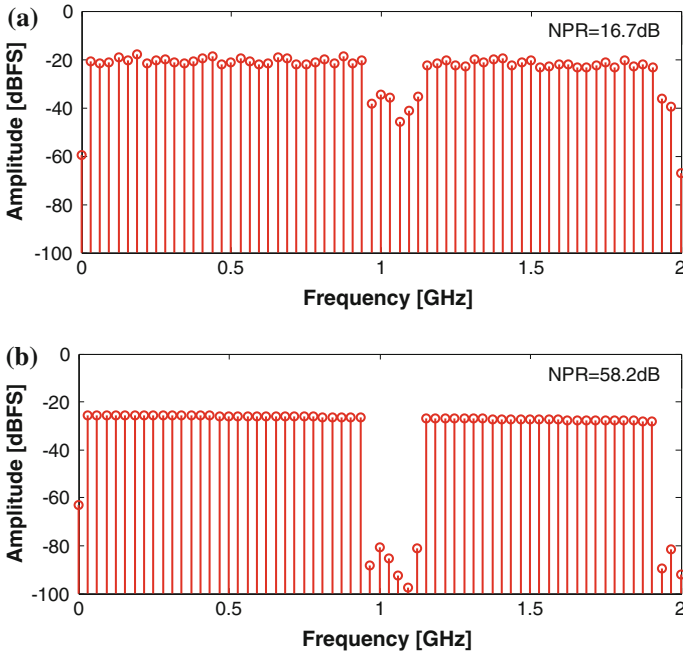 (a)
0
-20
-40
-60
-80
-100
Amplitude [dBFS]
NPR=16.7dB
0
0.5
1
1.5
2
Frequency [GHz]
(b)
0
-20
-40
-60
-80
-100
Amplitude [dBFS]
NPR=58.2dB
0
0.5
1
1.5
2
Frequency [GHz]